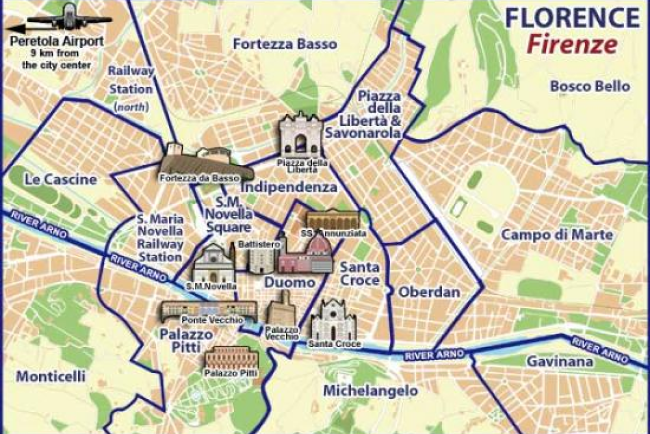 FLORENCE
Firenze
Peretola Airport
9 km from
the city center
Fortezza Basso
Railway
Station
(north)
Bosco Bello
Piazza
della
Libertà &
Savonarola
Piazza della
Libertà
Fortezza da Basso
Le Cascine
Indipendenza
S.M.
Novella
Square
S. Maria
Novella
Railway
Station
RIVER ARNO
SS.Annunziata
Battistero
Campo di Marte
Santa
Croce
Oberdan
RIVER ARNO
S.M.Novella
Duomo
Ponte Vecchio
Palazzo
Vecchio
Santa Croce
Palazzo
Pitti
RIVER ARNO
Gavinana
Palazzo Pitti
Monticelli
Michelangelo